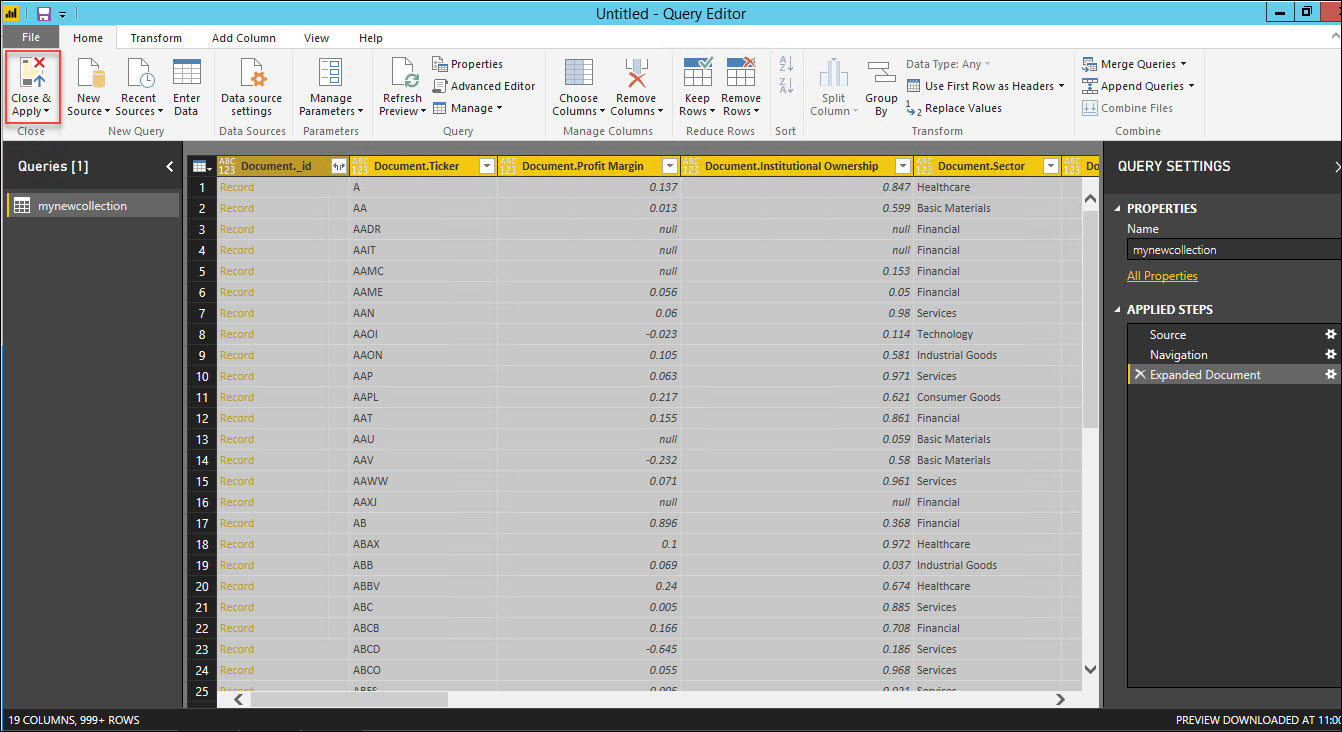 Untitled - Query Editor
File Home Transform Add Column View Help
Close & Apply
New Source
Recent Sources
Enter Data
Data source settings
Manage Parameters
Refresh Preview
Properties
Advanced Editor
Manage
Choose Columns
Remove Columns
Keep Rows
Remove Rows
Split Column
Group By
Data Type: Any
Use First Row as Headers
Replace Values
Merge Queries
Append Queries
Combine Files
Close New Query Data Sources Parameters Query Manage Columns Reduce Rows Sort Transform Combine
Queries [1]
mynewcollection
ABC 123 Document._id ABC 123 Document.Ticker ABC 123 Document.Profit Margin ABC 123 Document.Institutional Ownership ABC 123 Document.Sector ABC 123 Do
1 Record A 0.137 0.847 Healthcare
2 Record AA 0.013 0.599 Basic Materials
3 Record AADR null null Financial
4 Record AAIT null null Financial
5 Record AAMC null 0.153 Financial
6 Record AAME 0.056 0.05 Financial
7 Record AAN 0.06 0.98 Services
8 Record AAOI -0.023 0.114 Technology
9 Record AAON 0.105 0.581 Industrial Goods
10 Record AAP 0.063 0.971 Services
11 Record AAPL 0.217 0.621 Consumer Goods
12 Record AAT 0.155 0.861 Financial
13 Record AAU null 0.059 Basic Materials
14 Record AAV -0.232 0.58 Basic Materials
15 Record AAWW 0.071 0.961 Services
16 Record AAXJ null null Financial
17 Record AB 0.896 0.368 Financial
18 Record ABAX 0.1 0.972 Healthcare
19 Record ABB 0.069 0.037 Industrial Goods
20 Record ABBV 0.24 0.674 Healthcare
21 Record ABC 0.005 0.885 Services
22 Record ABCB 0.166 0.708 Financial
23 Record ABCD -0.645 0.186 Services
24 Record ABCO 0.055 0.968 Services
25
QUERY SETTINGS
PROPERTIES
Name
mynewcollection
All Properties
APPLIED STEPS
Source
Navigation
Expanded Document
19 COLUMNS, 999+ ROWS
PREVIEW DOWNLOADED AT 11:00